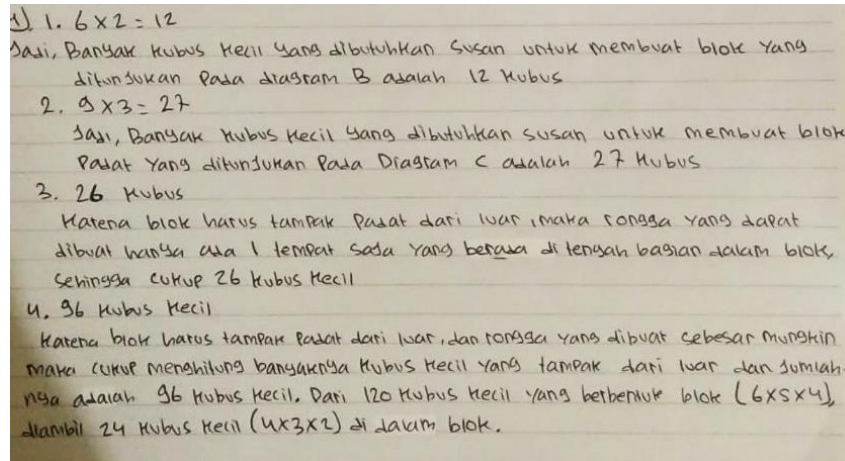 1) 1. 6 x 2 = 12
Jadi, Banyak kubus kecil yang dibutuhkan Susan untuk membuat blok yang
ditunjukan Pada diagram B adalah 12 kubus
2. 9 x 3 = 27
Jadi, Banyak kubus kecil yang dibutuhkan susan untuk membuat blok
Padat yang ditunjukan Pada Diagram C adalah 27 kubus
3. 26 kubus
Karena blok harus tampak Padat dari luar, maka rongga yang dapat
dibuat hanya ada 1 tempat saja yang berada di tengah bagian dalam blok,
sehingga cukup 26 kubus kecil
4. 96 kubus kecil
Karena blok harus tampak Padat dari luar, dan rongga yang dibuat sebesar mungkin
maka cukup menghitung banyaknya kubus kecil yang tampak dari luar dan jumlah-
nya adalah 96 kubus kecil. Dari 120 kubus kecil yang berbentuk blok (6x5x4),
diambil 24 kubus kecil (4x3x2) di dalam blok.